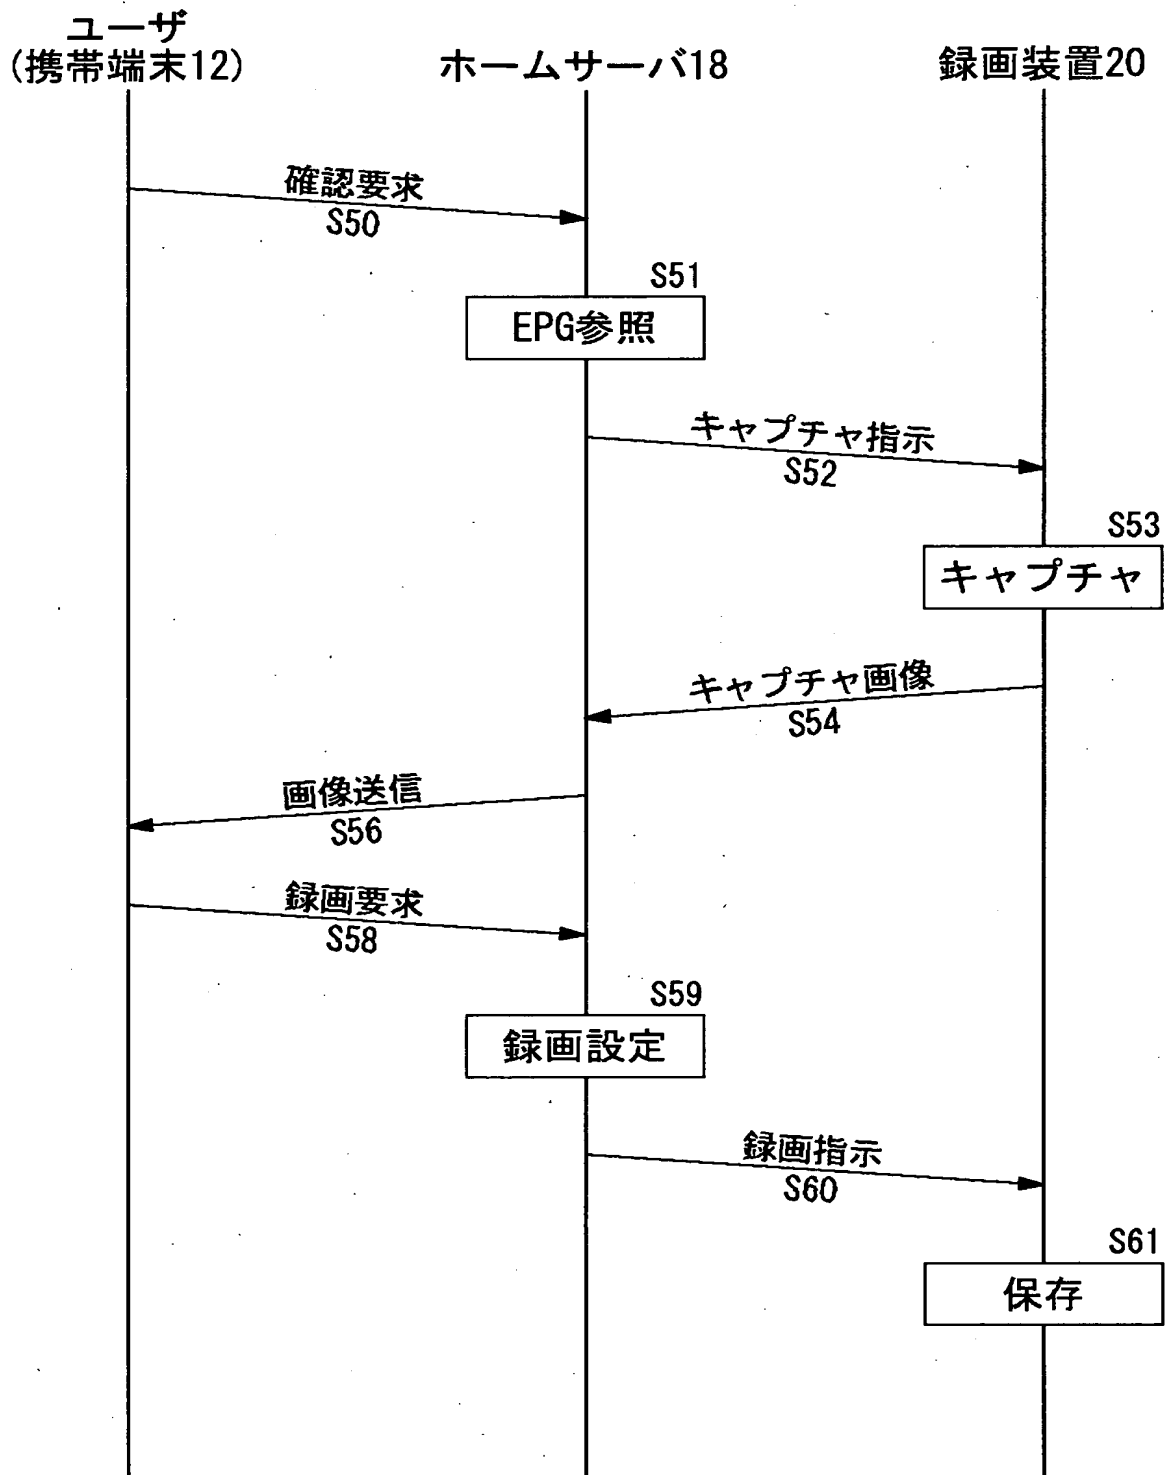 ユーザ
(携帯端末12)
ホームサーバ18
録画装置20
確認要求
S50
S51
EPG参照
キャプチャ指示
S52
S53
キャプチャ
キャプチャ画像
S54
画像送信
S56
録画要求
S58
S59
録画設定
録画指示
S60
S61
保存